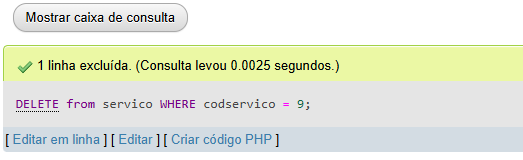 Mostrar caixa de consulta
1 linha excluída. (Consulta levou 0.0025 segundos.)
DELETE from servico WHERE codservico = 9;
[ Editar em linha ] [ Editar ] [ Criar código PHP ]